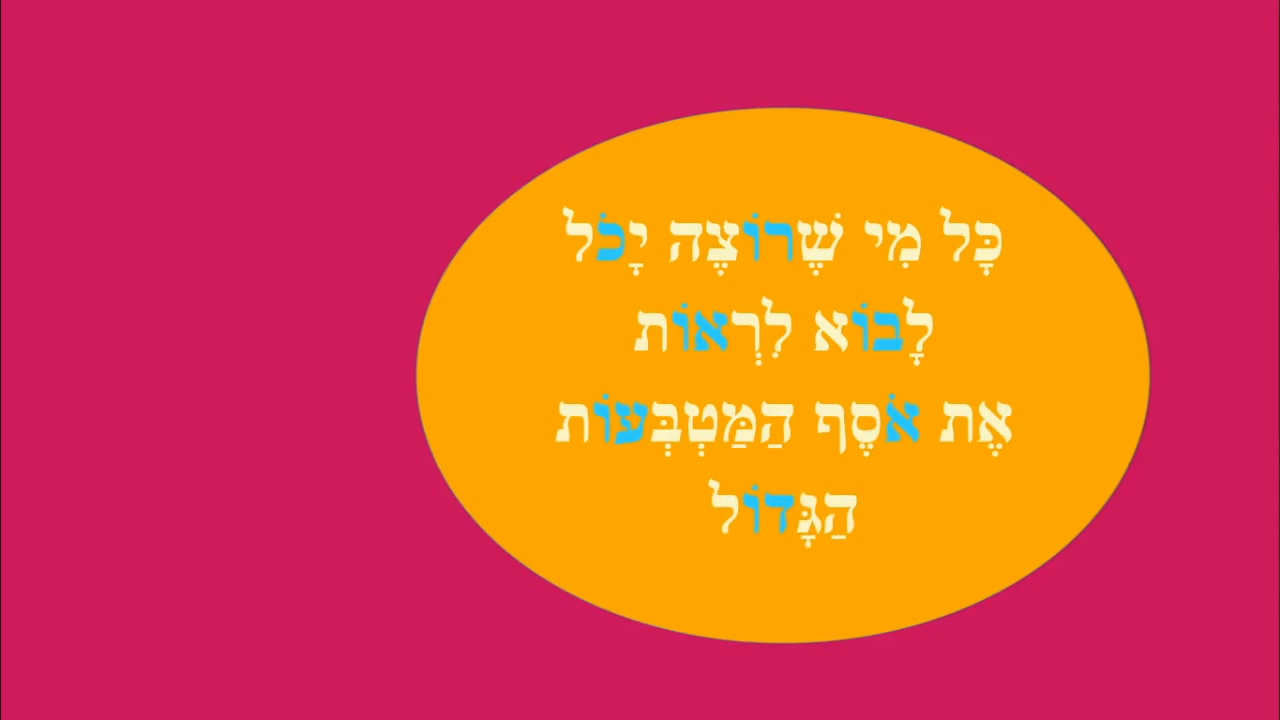 כָּל מִי שֶׁרוֹצֶה יָכֹל
לָבוֹא לִרְאוֹת
אֶת אֹסֶף הַמַּטְבְּעוֹת
הַגָּדוֹל